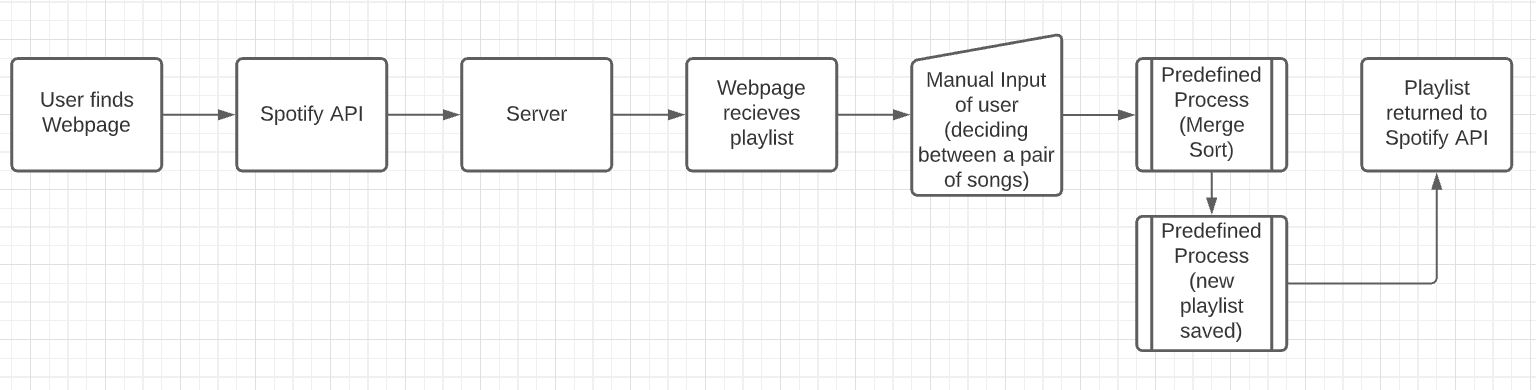 User finds
Webpage
Spotify API
Server
Webpage
recieves
playlist
Manual Input
of user
(deciding
between a pair
of songs)
Predefined
Process
(Merge
Sort)
Predefined
Process
(new
playlist
saved)
Playlist
returned to
Spotify API